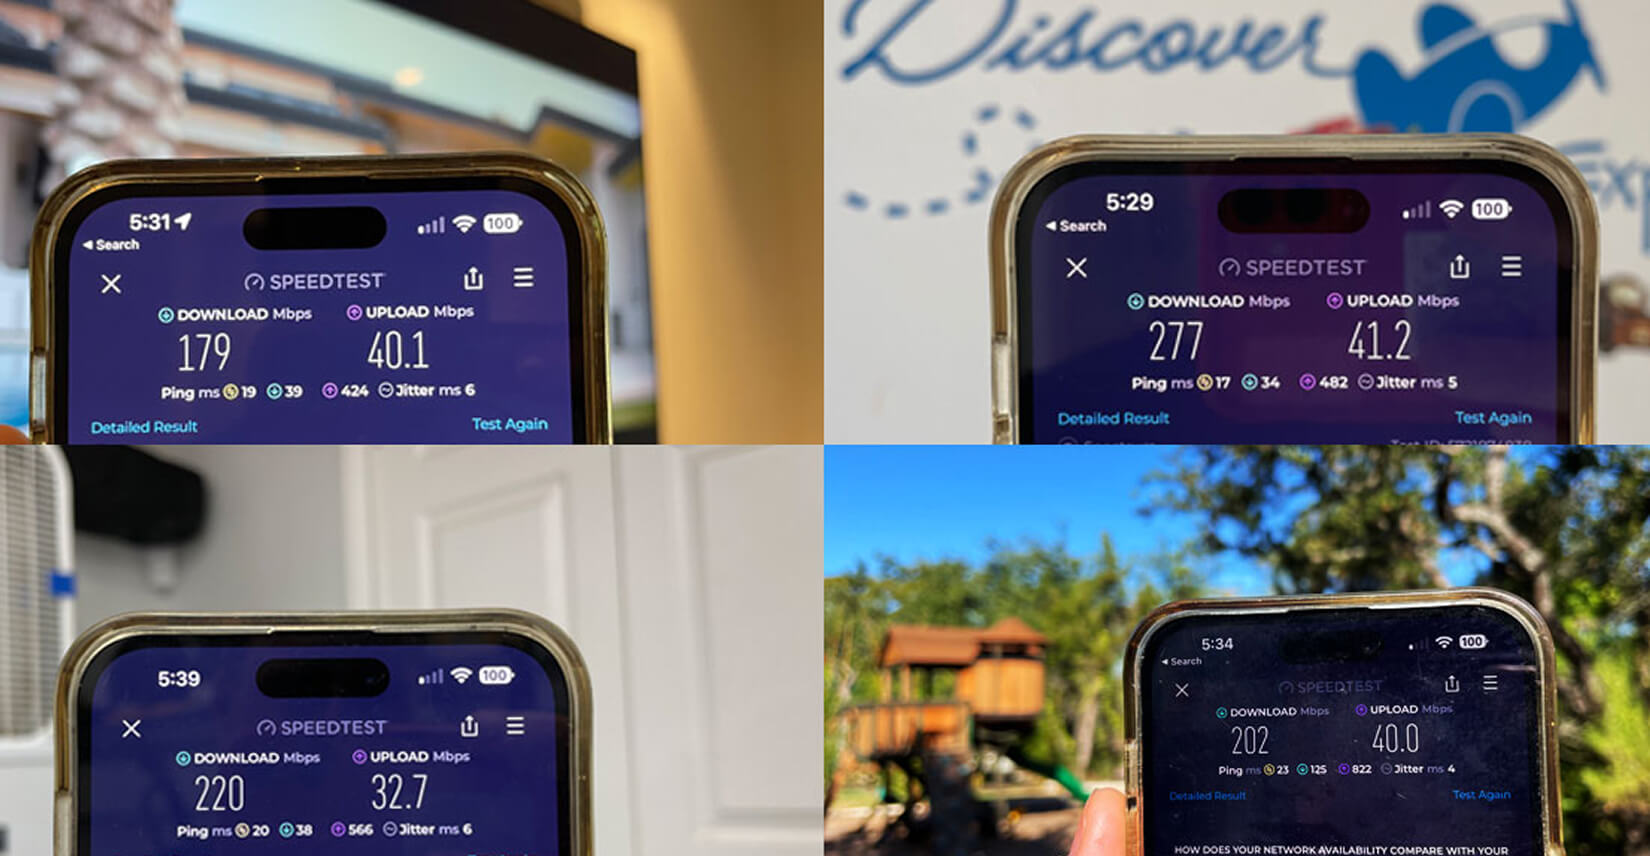 5:31
100
Search
SPEEDTEST
DOWNLOAD Mbps UPLOAD Mbps
179 40.1
Ping ms 19 39 424 Jitter ms 6
Detailed Result Test Again
Discover
5:29
100
Search
SPEEDTEST
DOWNLOAD Mbps UPLOAD Mbps
277 41.2
Ping ms 17 34 482 Jitter ms 5
Detailed Result Test Again
5:39
100
SPEEDTEST
DOWNLOAD Mbps UPLOAD Mbps
220 32.7
Ping ms 20 38 566 Jitter ms 6
5:34
100
Search
SPEEDTEST
DOWNLOAD Mbps UPLOAD Mbps
202 40.0
Ping ms 23 125 822 Jitter ms 4
Detailed Result Test Again
HOW DOES YOUR NETWORK AVAILABILITY COMPARE WITH YOUR